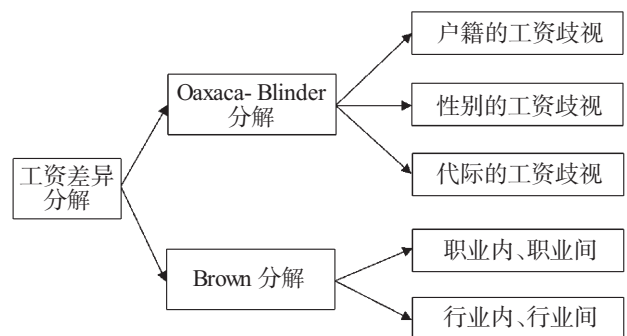 工资差异
分解
Oaxaca- Blinder
分解
户籍的工资歧视
性别的工资歧视
代际的工资歧视
Brown 分解
职业内、职业间
行业内、行业间